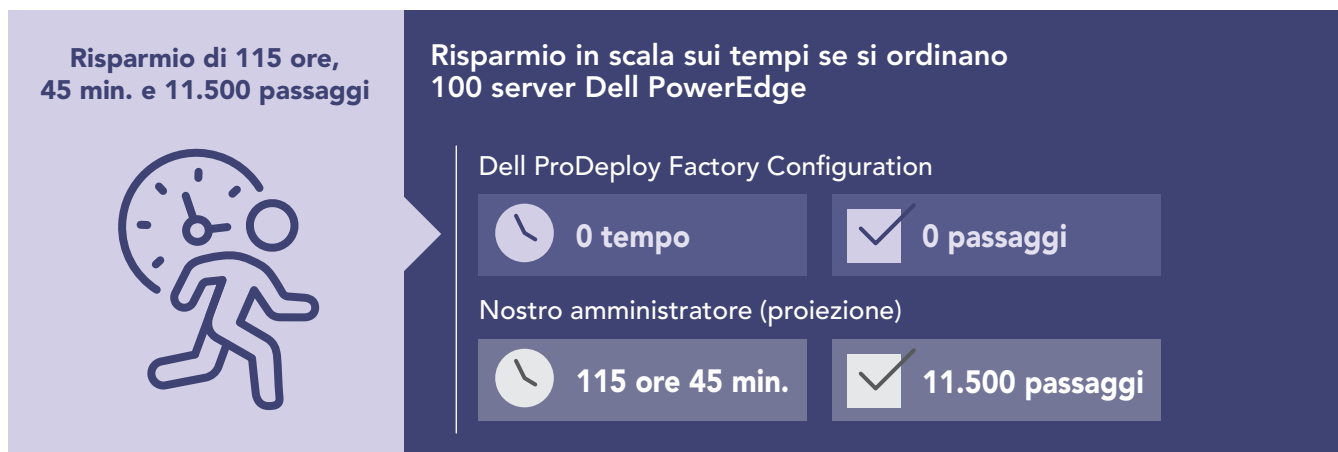 Risparmio di 115 ore,
45 min. e 11.500 passaggi
Risparmio in scala sui tempi se si ordinano
100 server Dell PowerEdge
Dell ProDeploy Factory Configuration
0 tempo
0 passaggi
Nostro amministratore (proiezione)
115 ore 45 min.
11.500 passaggi